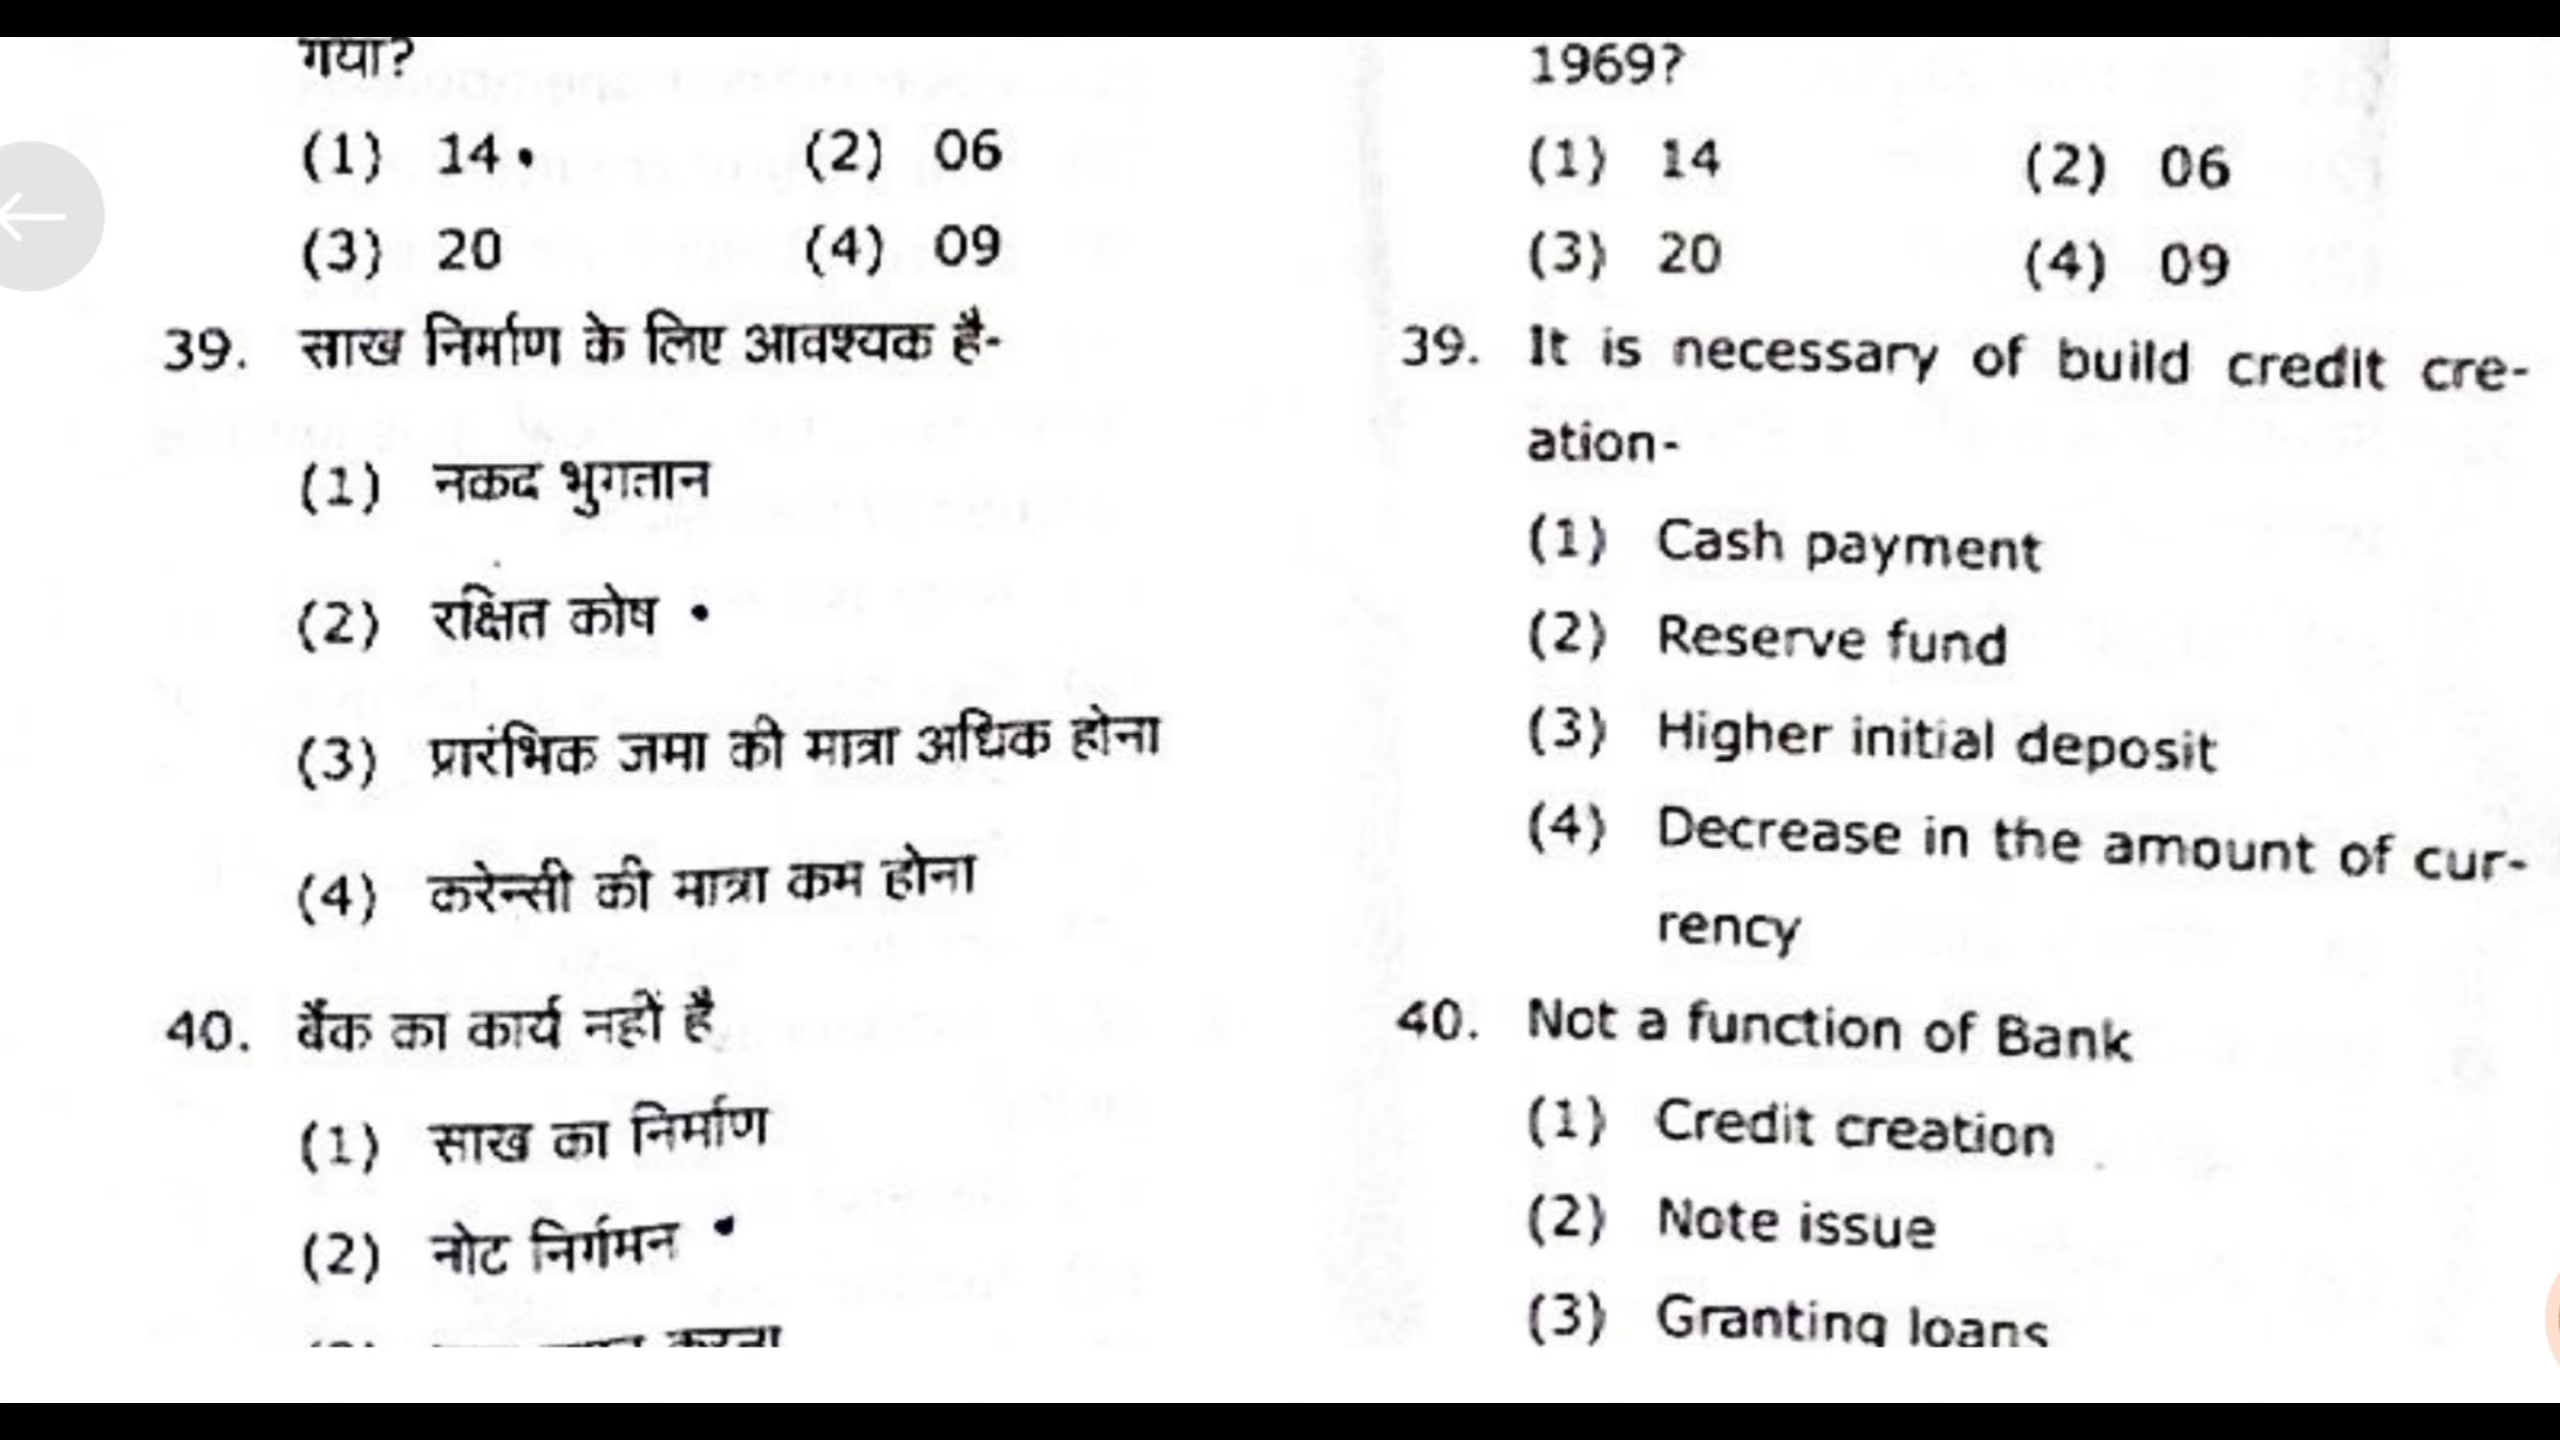 गया?
(1) 14 (2) 06
(3) 20 (4) 09
39. साख निर्माण के लिए आवश्यक है-
(1) नकद भुगतान
(2) रक्षित कोष
(3) प्रारंभिक जमा की मात्रा अधिक होना
(4) करेन्सी की मात्रा कम होना
40. बैंक का कार्य नहीं है
(1) साख का निर्माण
(2) नोट निर्गमन
करना
1969?
(1) 14 (2) 06
(3) 20 (4) 09
39. It is necessary of build credit cre-
ation-
(1) Cash payment
(2) Reserve fund
(3) Higher initial deposit
(4) Decrease in the amount of cur-
rency
40. Not a function of Bank
(1) Credit creation
(2) Note issue
(3) Granting loans